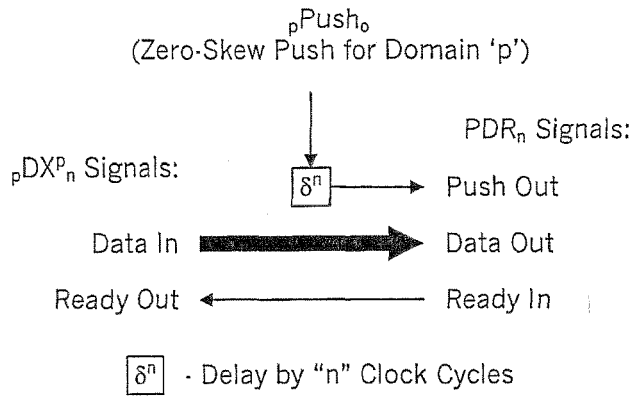 ₚPush₀
(Zero-Skew Push for Domain 'p')
PDRₙ Signals:
ₚDXᵖₙ Signals:
δⁿ
Push Out
Data In
Data Out
Ready Out
Ready In
δⁿ - Delay by "n" Clock Cycles